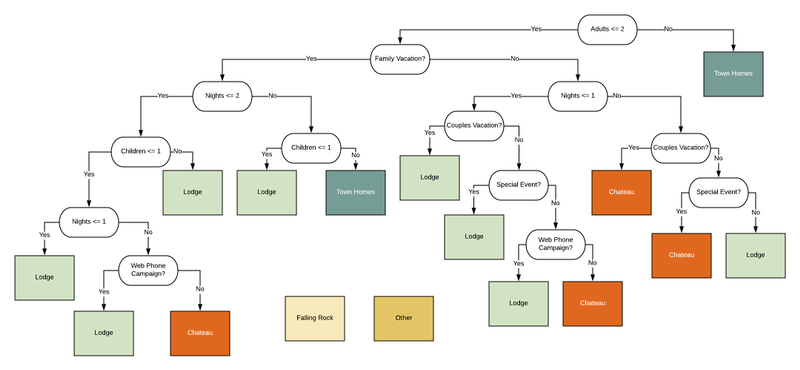 Adults <= 2
Yes
No
Family Vacation?
Town Homes
Yes
No
Nights <= 2
Nights <= 1
Yes
No
Yes
No
Children <= 1
Children <= 1
Couples Vacation?
Couples Vacation?
Yes
No
Yes
No
Yes
No
Yes
No
Lodge
Lodge
Town Homes
Lodge
Special Event?
Chateau
Special Event?
Nights <= 1
Yes
No
Yes
No
Yes
No
Lodge
Web Phone
Campaign?
Lodge
Web Phone
Campaign?
Chateau
Lodge
Yes
No
Yes
No
Lodge
Chateau
Falling Rock
Other
Lodge
Chateau